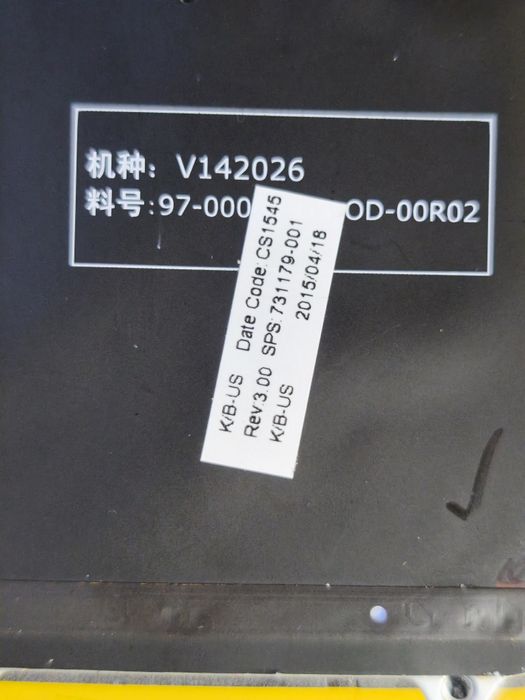 机种: V142026
料号:97-000 OD-00R02
K/B-US Date Code: CS1545
Rev:3.00 SPS: 731179-001
K/B-US 2015/04/18